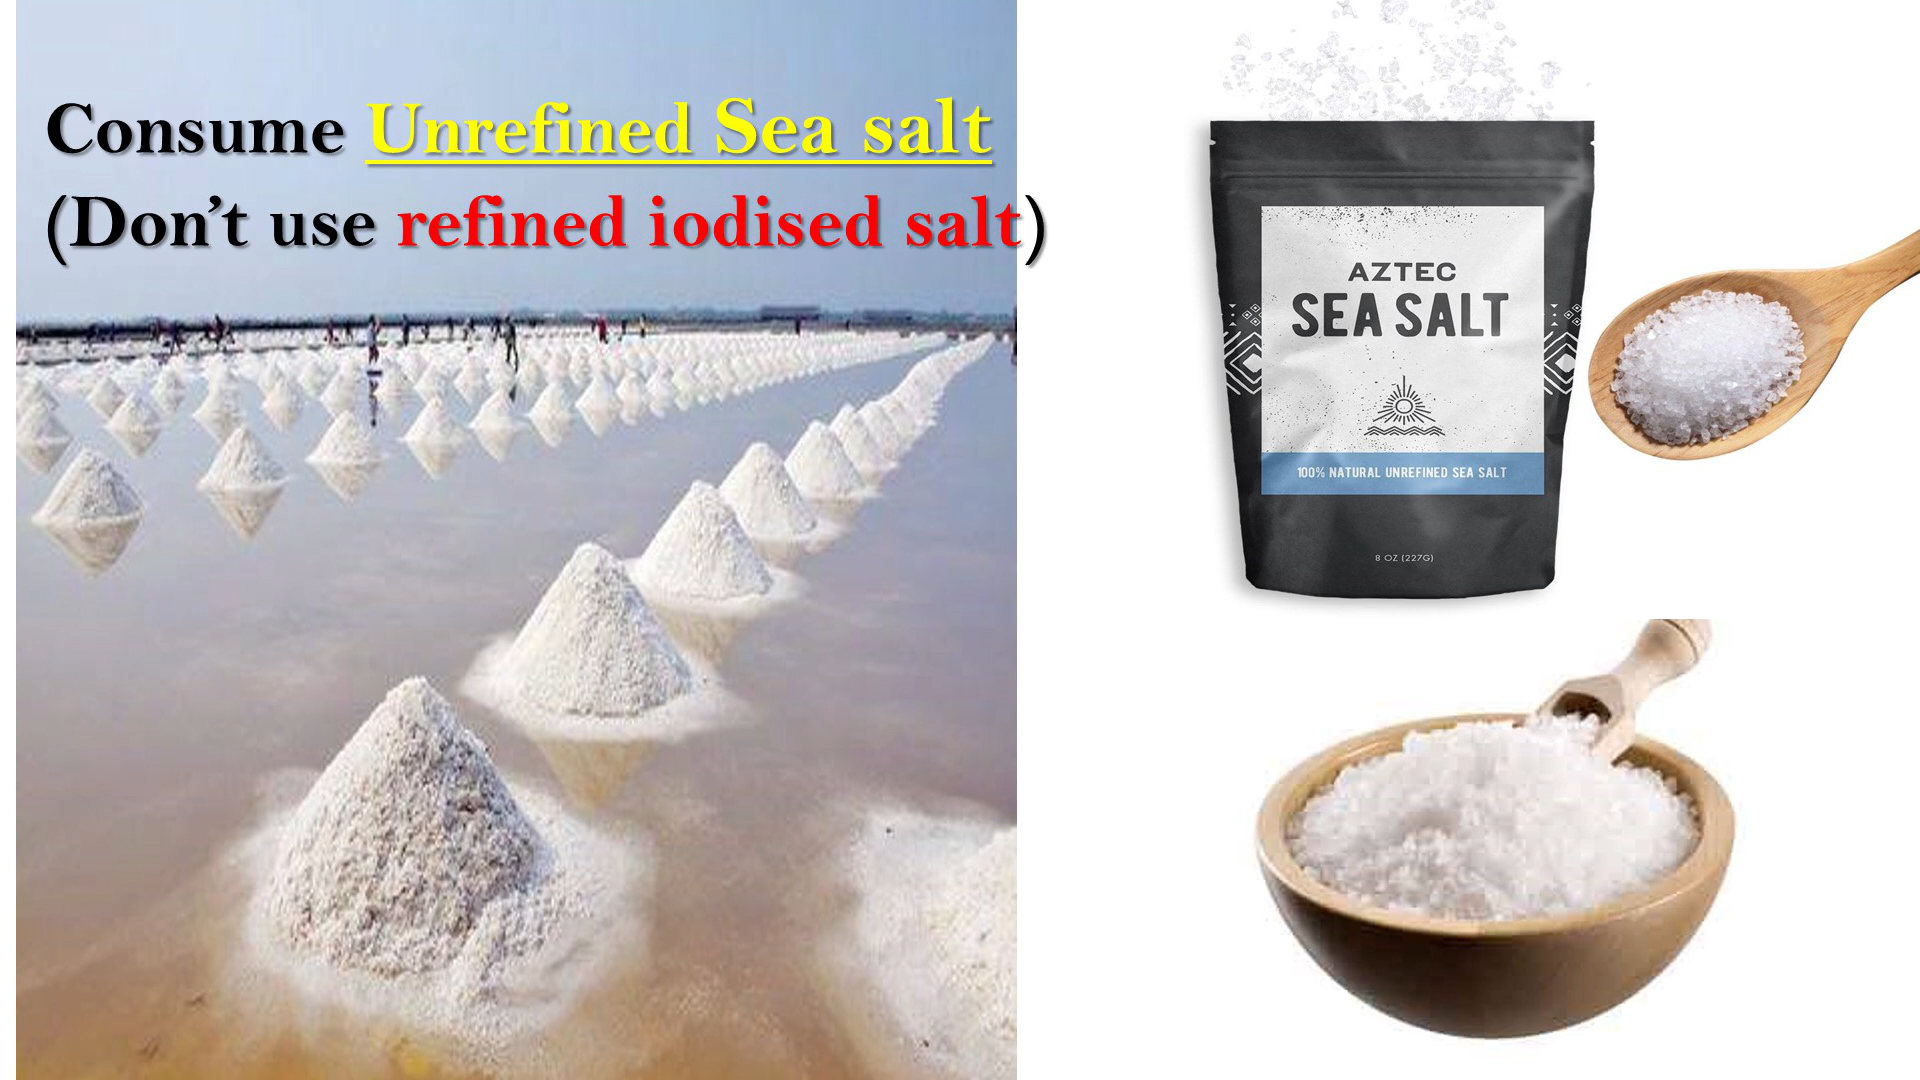 Consume Unrefined Sea salt
(Don't use refined iodised salt)
AZTEC
SEA SALT
100% NATURAL UNREFINED SEA SALT
8 OZ (227G)